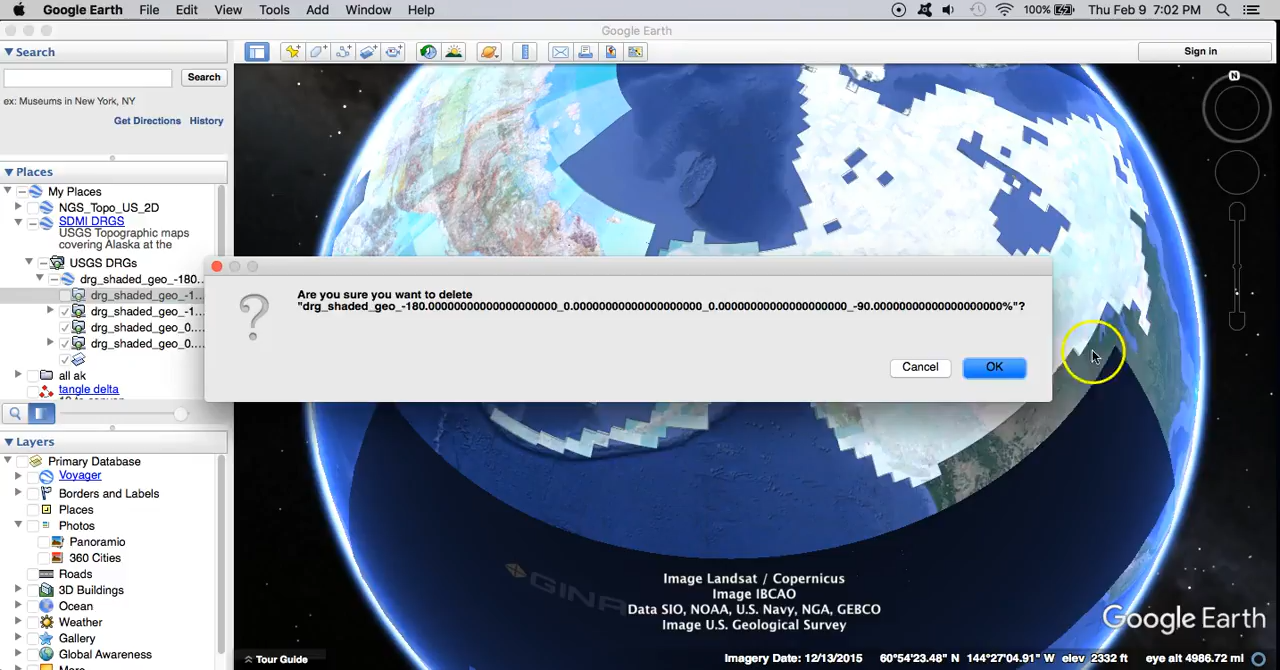 Google Earth File Edit View Tools Add Window Help 100% Thu Feb 9 7:02 PM
Google Earth
Search
Sign in
Search
ex: Museums in New York, NY
Get Directions History
N
Places
My Places
NGS_Topo_US_2D
SDMI DRGS
USGS Topographic maps
covering Alaska at the
USGS DRGs
drg_shaded_geo_-180...
drg_shaded_geo_-1...
drg_shaded_geo_-1...
drg_shaded_geo_0...
drg_shaded_geo_0...
all ak
tangle delta
Are you sure you want to delete
"drg_shaded_geo_-180.00000000000000000000_0.00000000000000000000_0.00000000000000000000_-90.00000000000000000000%"?
Cancel OK
Layers
Primary Database
Voyager
Borders and Labels
Places
Photos
Panoramio
360 Cities
Roads
3D Buildings
Ocean
Weather
Gallery
Global Awareness
More
GINA
Image Landsat / Copernicus
Image IBCAO
Data SIO, NOAA, U.S. Navy, NGA, GEBCO
Image U.S. Geological Survey
Google Earth
Tour Guide
Imagery Date: 12/13/2015 60°54'23.48" N 144°27'04.91" W elev 2332 ft eye alt 4986.72 mi